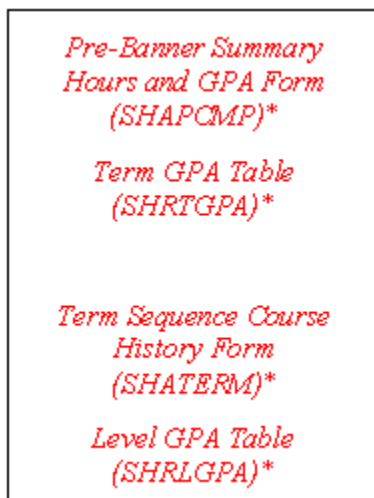 Pre-Banner Summary
Hours and GPA Form
(SHAPCMP)*
Term GPA Table
(SHRTGPA)*
Term Sequence Course
History Form
(SHATERM)*
Level GPA Table
(SHRLGPA)*